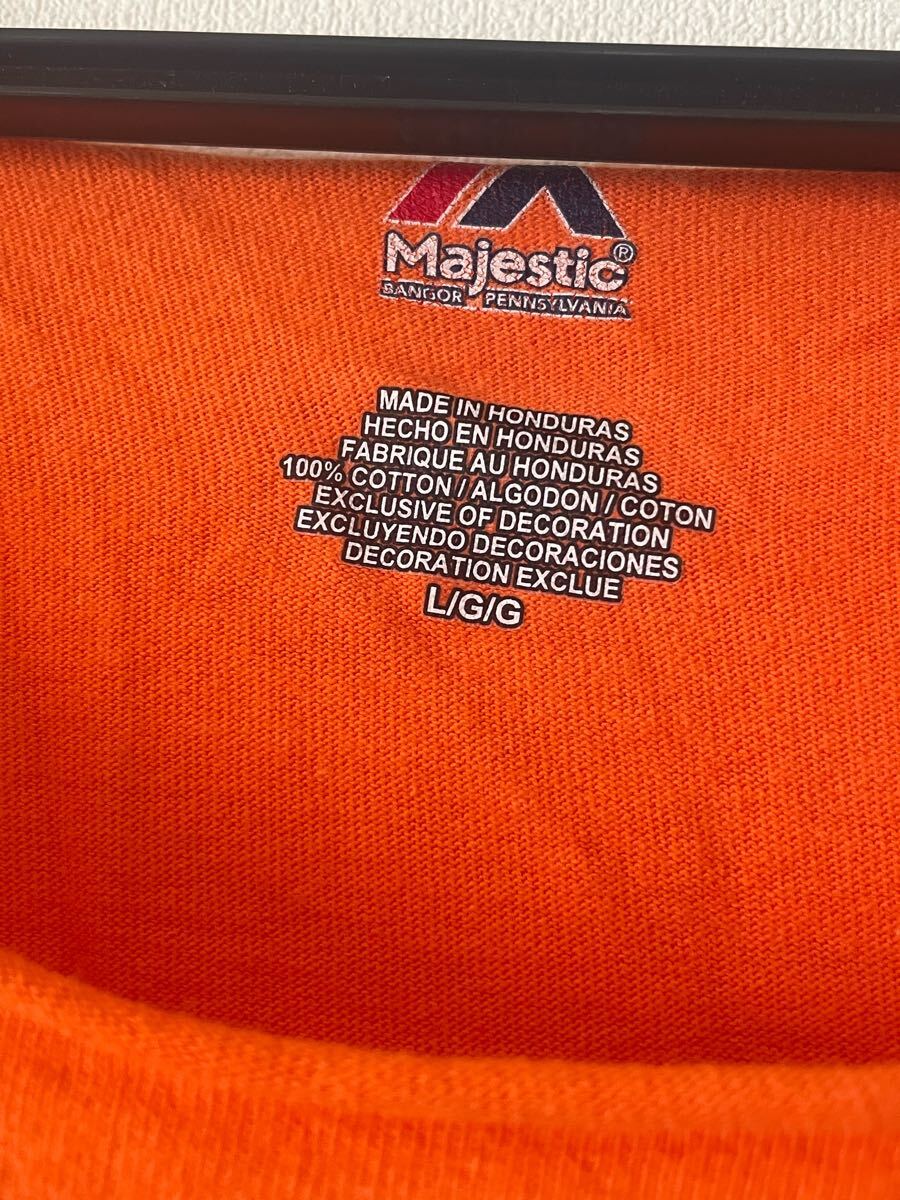 Majestic®
BANGOR PENNSYLVANIA
MADE IN HONDURAS
HECHO EN HONDURAS
FABRIQUE AU HONDURAS
100% COTTON / ALGODON / COTON
EXCLUSIVE OF DECORATION
EXCLUYENDO DECORACIONES
DECORATION EXCLUE
L/G/G